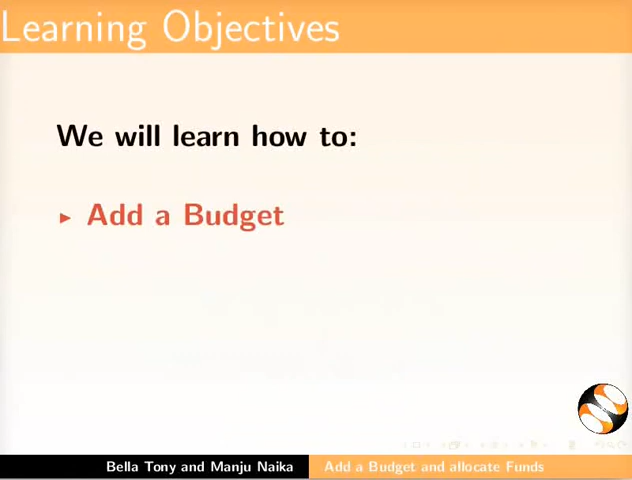 Learning Objectives
We will learn how to:
Add a Budget
Bella Tony and Manju Naika
Add a Budget and allocate Funds